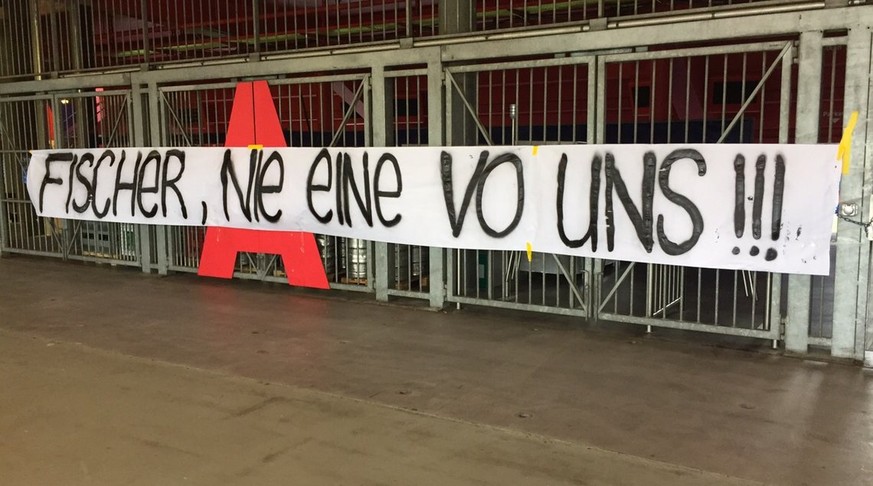 A
FISCHER, NIE EINE VO UNS!!!